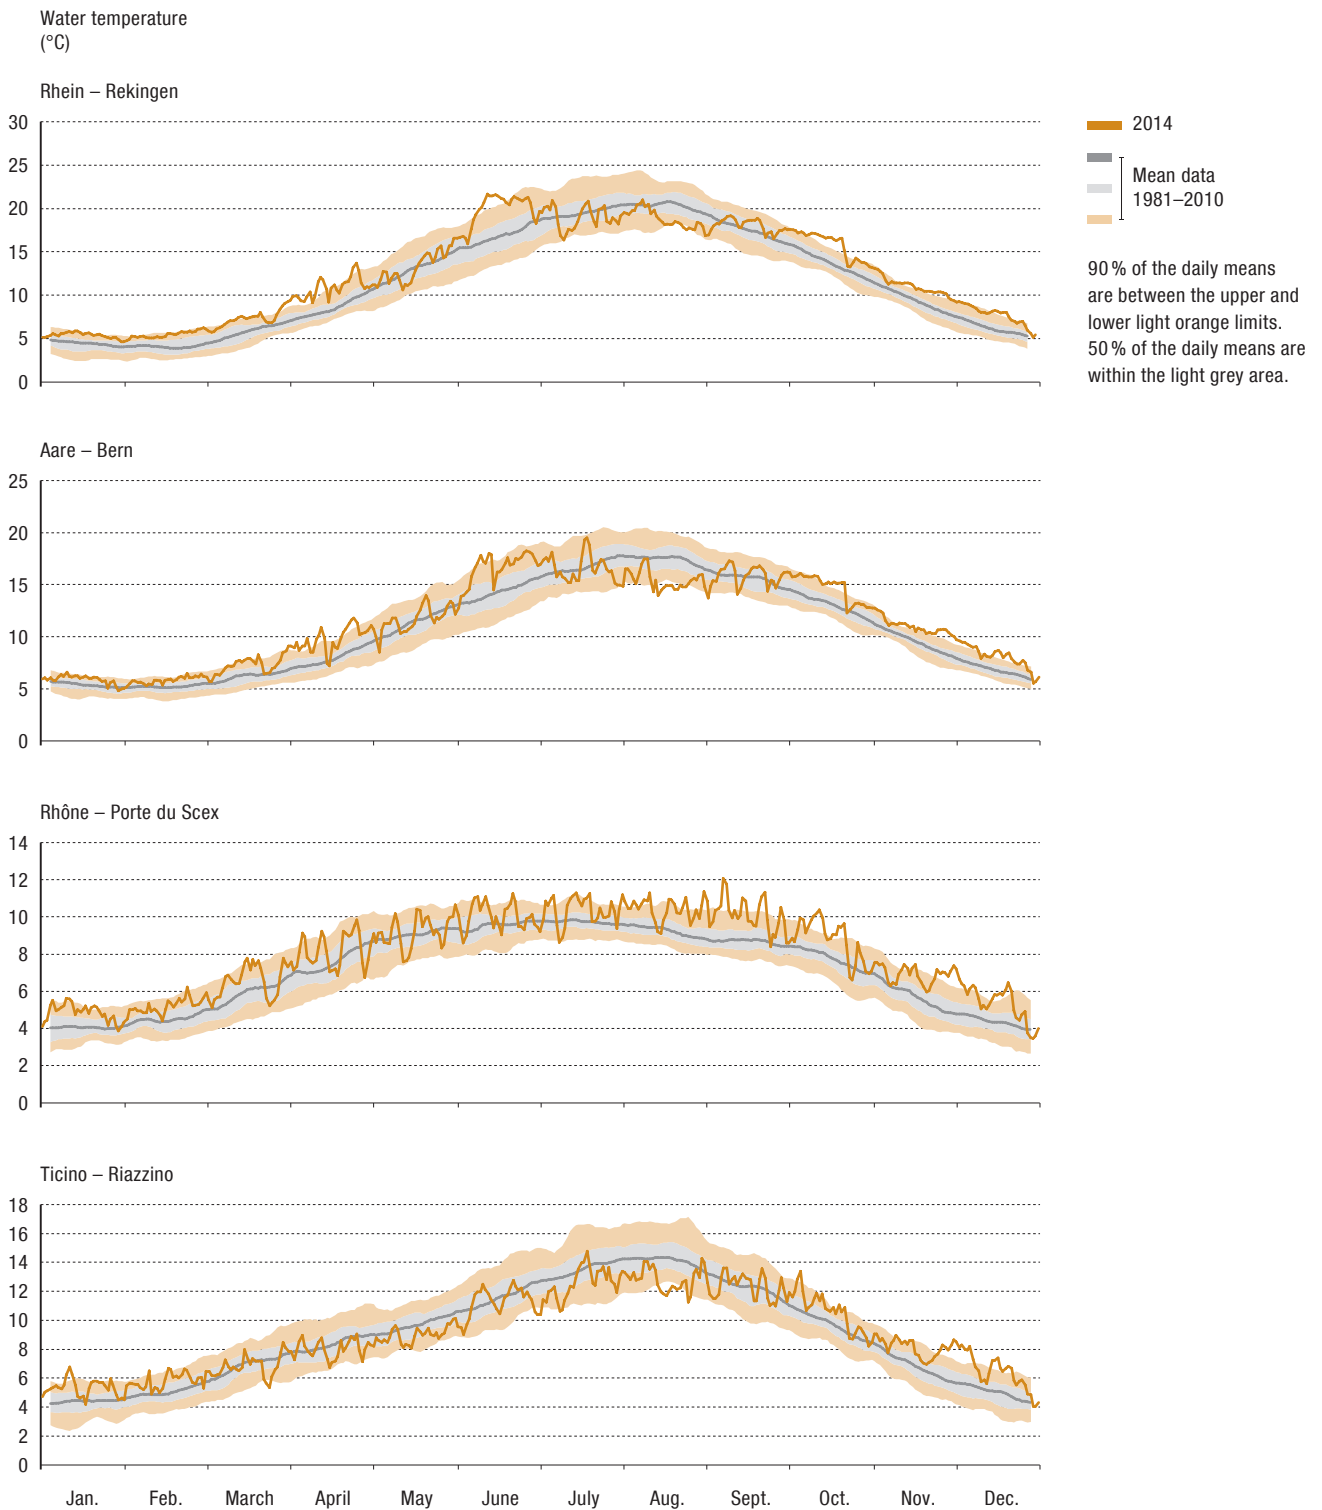 Water temperature
(°C)
Rhein – Rekingen
30
25
20
15
10
5
0
2014
Mean data
1981–2010
90 % of the daily means
are between the upper and
lower light orange limits.
50 % of the daily means are
within the light grey area.
Aare – Bern
25
20
15
10
5
0
Rhône – Porte du Scex
14
12
10
8
6
4
2
0
Ticino – Riazzino
18
16
14
12
10
8
6
4
2
0
Jan. Feb. March April May June July Aug. Sept. Oct. Nov. Dec.